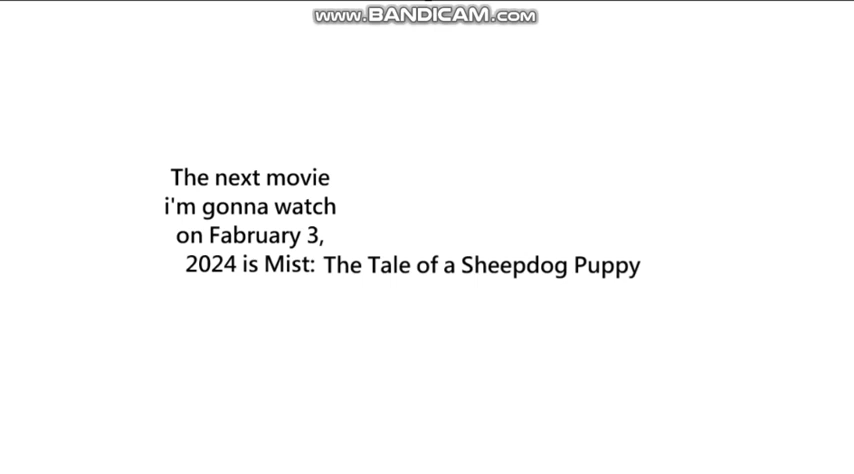 www.BANDICAM.com
The next movie
i'm gonna watch
on Fabruary 3,
2024 is Mist: The Tale of a Sheepdog Puppy